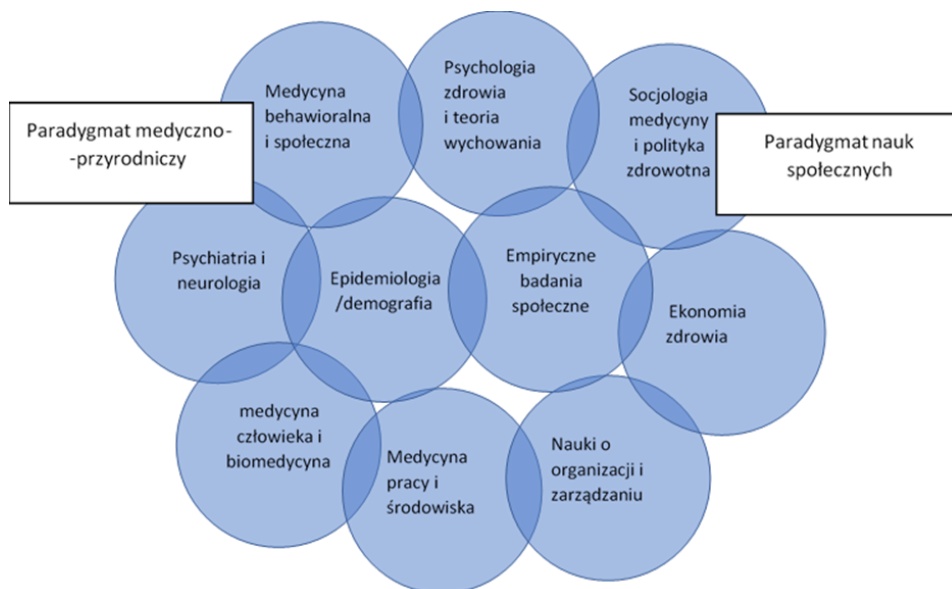 Paradygmat medyczno-
-przyrodniczy
Medycyna
behawioralna
i społeczna
Psychologia
zdrowia
i teoria
wychowania
Socjologia
medycyny
i polityka
zdrowotna
Paradygmat nauk
społecznych
Psychiatria i
neurologia
Epidemiologia
/demografia
Empiryczne
badania
społeczne
Ekonomia
zdrowia
medycyna
człowieka i
biomedycyna
Medycyna
pracy i
środowiska
Nauki o
organizacji i
zarządzaniu